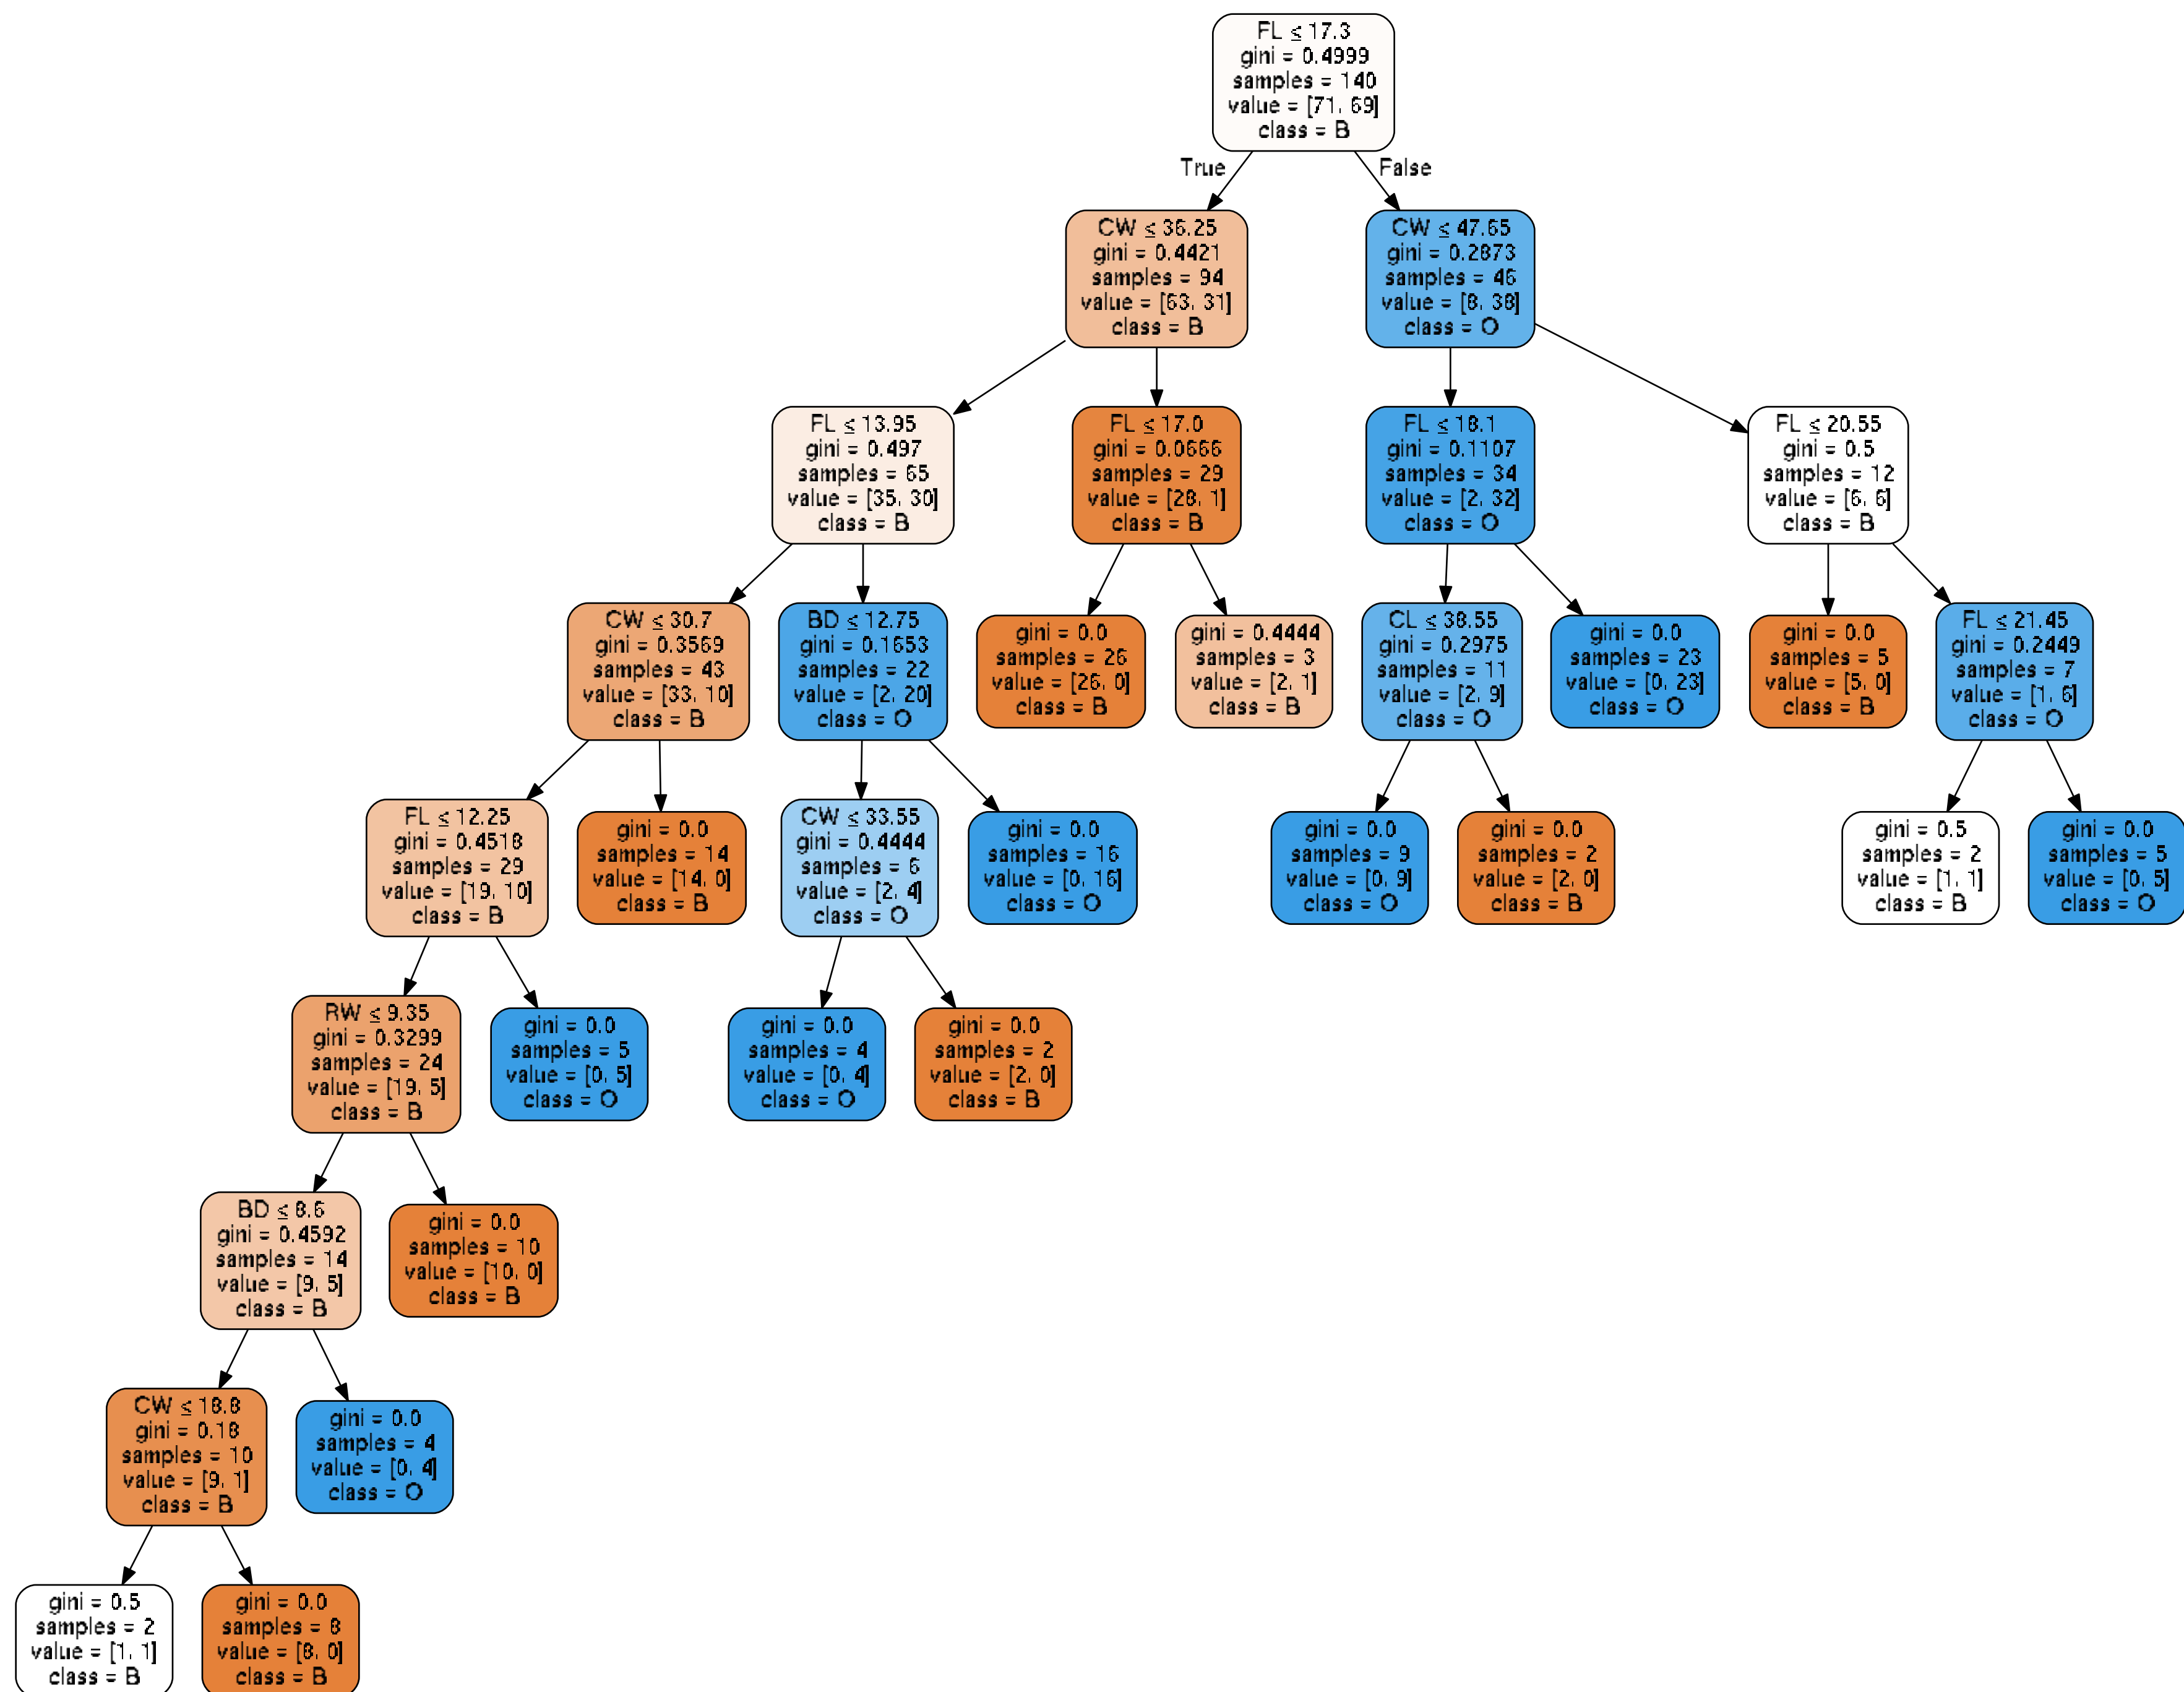 FL ≤ 17.3
gini = 0.4999
samples = 140
value = [71, 69]
class = B
True
False
CW ≤ 36.25
gini = 0.4421
samples = 94
value = [63, 31]
class = B
CW ≤ 47.65
gini = 0.2873
samples = 46
value = [8, 38]
class = O
FL ≤ 13.95
gini = 0.497
samples = 65
value = [35, 30]
class = B
FL ≤ 17.0
gini = 0.0666
samples = 29
value = [28, 1]
class = B
FL ≤ 18.1
gini = 0.1107
samples = 34
value = [2, 32]
class = O
FL ≤ 20.55
gini = 0.5
samples = 12
value = [6, 6]
class = B
CW ≤ 30.7
gini = 0.3569
samples = 43
value = [33, 10]
class = B
BD ≤ 12.75
gini = 0.1653
samples = 22
value = [2, 20]
class = O
gini = 0.0
samples = 26
value = [26, 0]
class = B
gini = 0.4444
samples = 3
value = [2, 1]
class = B
CL ≤ 38.55
gini = 0.2975
samples = 11
value = [2, 9]
class = O
gini = 0.0
samples = 23
value = [0, 23]
class = O
gini = 0.0
samples = 5
value = [5, 0]
class = B
FL ≤ 21.45
gini = 0.2449
samples = 7
value = [1, 6]
class = O
FL ≤ 12.25
gini = 0.4518
samples = 29
value = [19, 10]
class = B
gini = 0.0
samples = 14
value = [14, 0]
class = B
CW ≤ 33.55
gini = 0.4444
samples = 6
value = [2, 4]
class = O
gini = 0.0
samples = 16
value = [0, 16]
class = O
gini = 0.0
samples = 9
value = [0, 9]
class = O
gini = 0.0
samples = 2
value = [2, 0]
class = B
gini = 0.5
samples = 2
value = [1, 1]
class = B
gini = 0.0
samples = 5
value = [0, 5]
class = O
RW ≤ 9.35
gini = 0.3299
samples = 24
value = [19, 5]
class = B
gini = 0.0
samples = 5
value = [0, 5]
class = O
gini = 0.0
samples = 4
value = [0, 4]
class = O
gini = 0.0
samples = 2
value = [2, 0]
class = B
BD ≤ 8.6
gini = 0.4592
samples = 14
value = [9, 5]
class = B
gini = 0.0
samples = 10
value = [10, 0]
class = B
CW ≤ 18.8
gini = 0.18
samples = 10
value = [9, 1]
class = B
gini = 0.0
samples = 4
value = [0, 4]
class = O
gini = 0.5
samples = 2
value = [1, 1]
class = B
gini = 0.0
samples = 8
value = [8, 0]
class = B